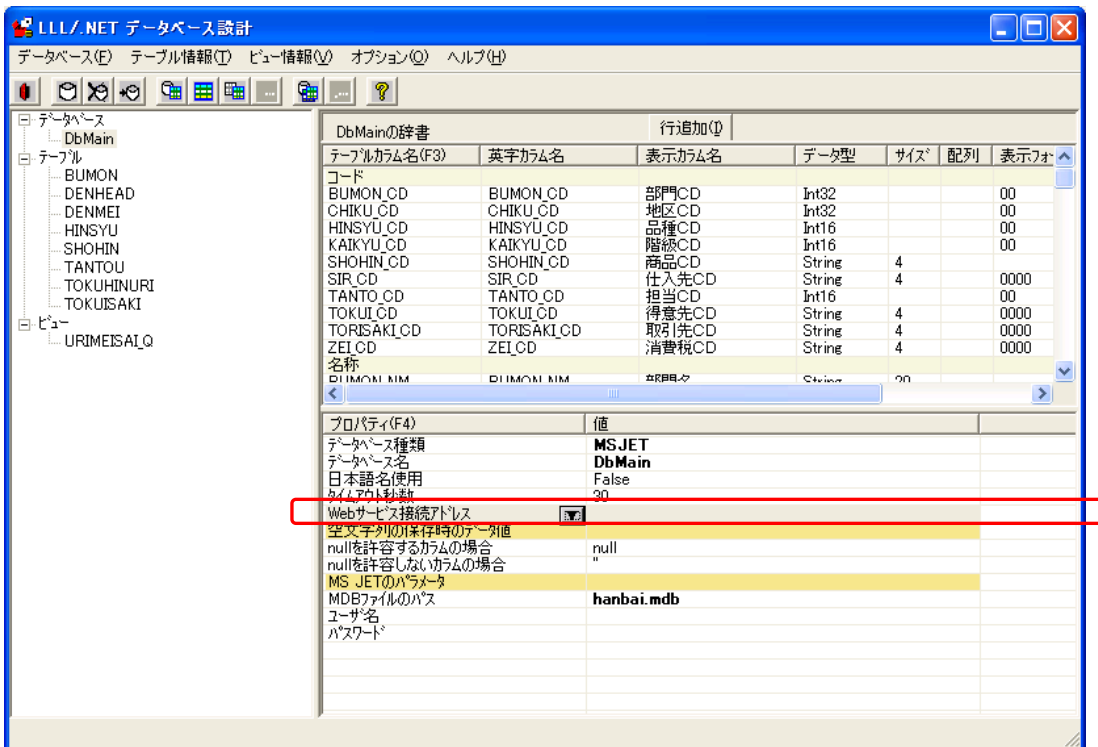 LLL/.NET データベース設計
データベース(F) テーブル情報(T) ビュー情報(V) オプション(O) ヘルプ(H)
データベース
DbMain
テーブル
BUMON
DENHEAD
DENMEI
HINSYU
SHOHIN
TANTOU
TOKUHINURI
TOKUISAKI
ビュー
URIMEISAI_Q
DbMainの辞書 行追加(I)
テーブルカラム名(F3) 英字カラム名 表示カラム名 データ型 サイズ 配列 表示フォ
コード
BUMON_CD BUMON_CD 部門CD Int32 00
CHIKU_CD CHIKU_CD 地区CD Int32 00
HINSYU_CD HINSYU_CD 品種CD Int16 00
KAIKYU_CD KAIKYU_CD 階級CD Int16 00
SHOHIN_CD SHOHIN_CD 商品CD String 4
SIR_CD SIR_CD 仕入先CD String 4 0000
TANTO_CD TANTO_CD 担当CD Int16 00
TOKUI_CD TOKUI_CD 得意先CD String 4 0000
TORISAKI_CD TORISAKI_CD 取引先CD String 4 0000
ZEI_CD ZEI_CD 消費税CD String 4 0000
名称
BUMON_NM BUMON_NM 部門名 String 20
プロパティ(F4) 値
データベース種類 MSJET
データベース名 DbMain
日本語名使用 False
タイムアウト秒数 30
Webサービス接続アドレス
空文字列の保存時のデータ値
nullを許容するカラムの場合 null
nullを許容しないカラムの場合 ''
MS JETのパラメータ
MDBファイルのパス hanbai.mdb
ユーザ名
パスワード